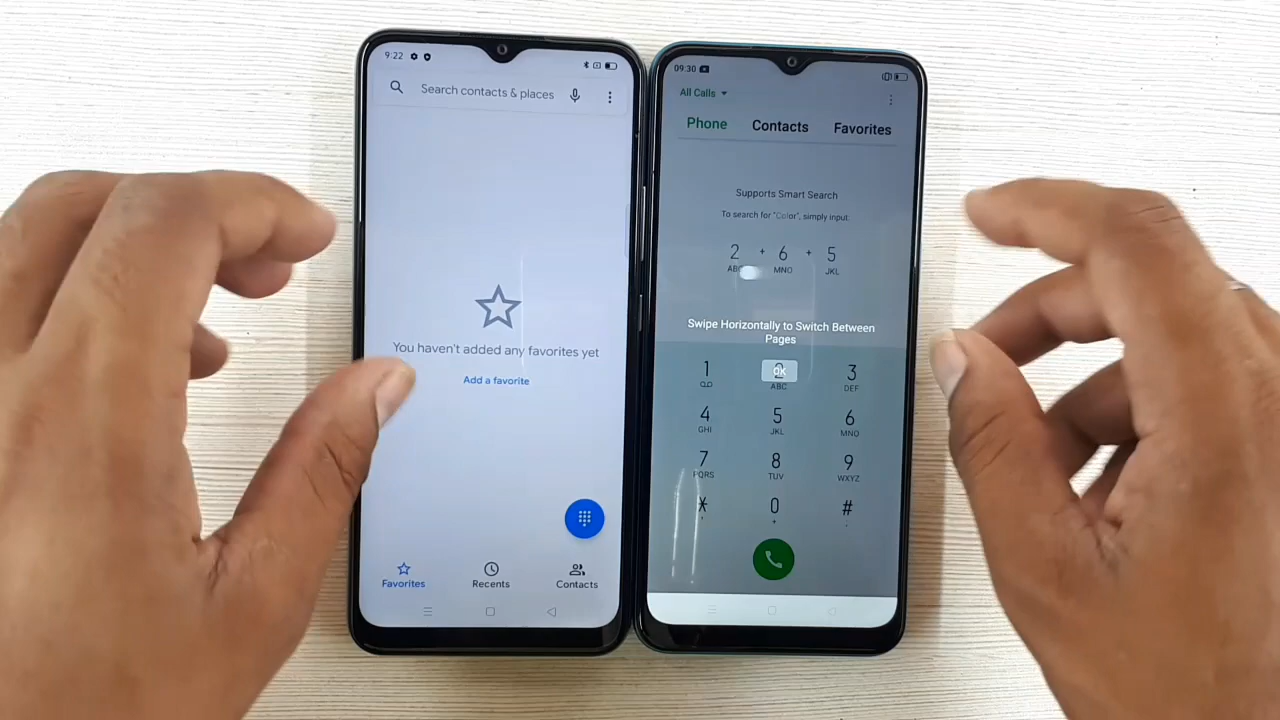 9:22
Search contacts & places
You haven't added any favorites yet
Add a favorite
Favorites
Recents
Contacts
09:30
All Calls
Phone
Contacts
Favorites
Supports Smart Search
To search for "Color", simply input:
2 + 6 + 5
MNO JKL
Swipe Horizontally to Switch Between
Pages
OK
1 3
ABC DEF
4 5 6
GHI JKL MNO
7 8 9
PQRS TUV WXYZ
* 0 #
+